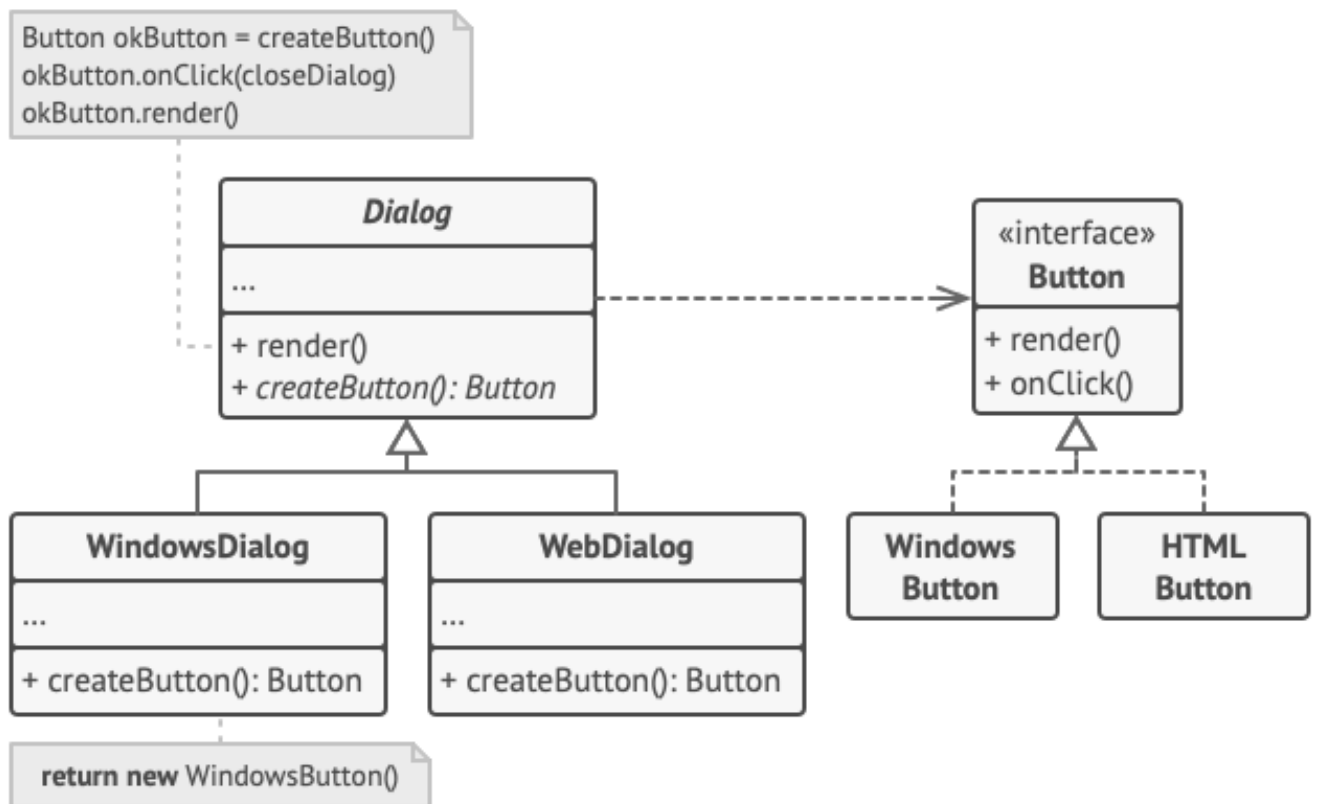 Button okButton = createButton()
okButton.onClick(closeDialog)
okButton.render()
Dialog
...
+ render()
+ createButton(): Button
«interface»
Button
+ render()
+ onClick()
WindowsDialog
...
+ createButton(): Button
WebDialog
...
+ createButton(): Button
Windows
Button
HTML
Button
return new WindowsButton()